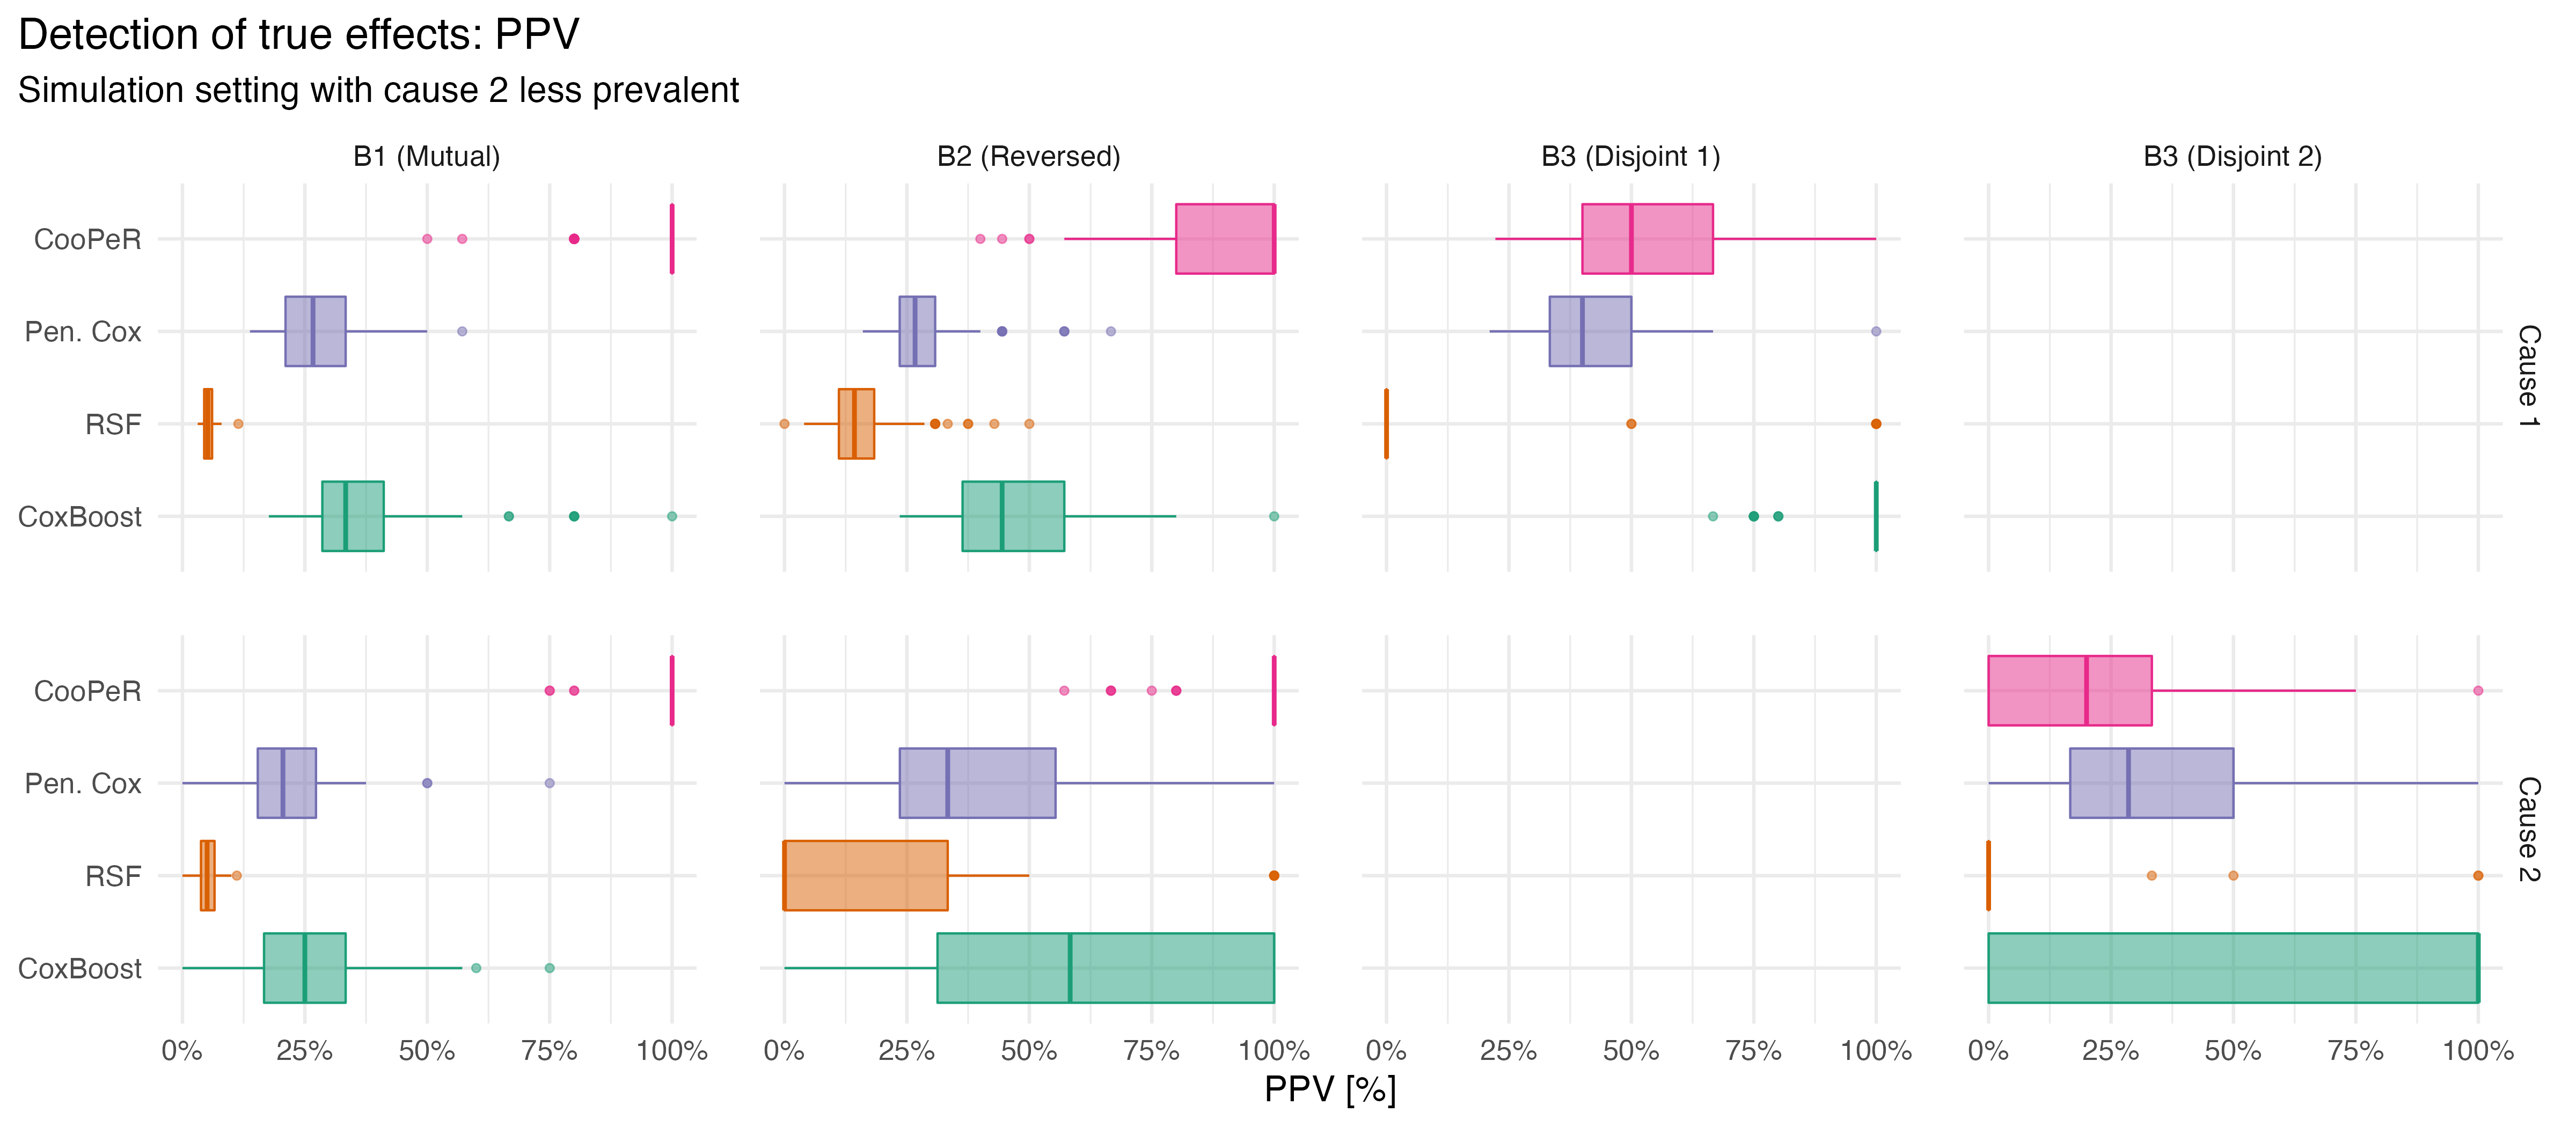 Detection of true effects: PPV
Simulation setting with cause 2 less prevalent
B1 (Mutual) B2 (Reversed) B3 (Disjoint 1) B3 (Disjoint 2)
CooPeR
Pen. Cox
RSF
CoxBoost
Cause 1
CooPeR
Pen. Cox
RSF
CoxBoost
Cause 2
0% 25% 50% 75% 100% 0% 25% 50% 75% 100% 0% 25% 50% 75% 100% 0% 25% 50% 75% 100%
PPV [%]